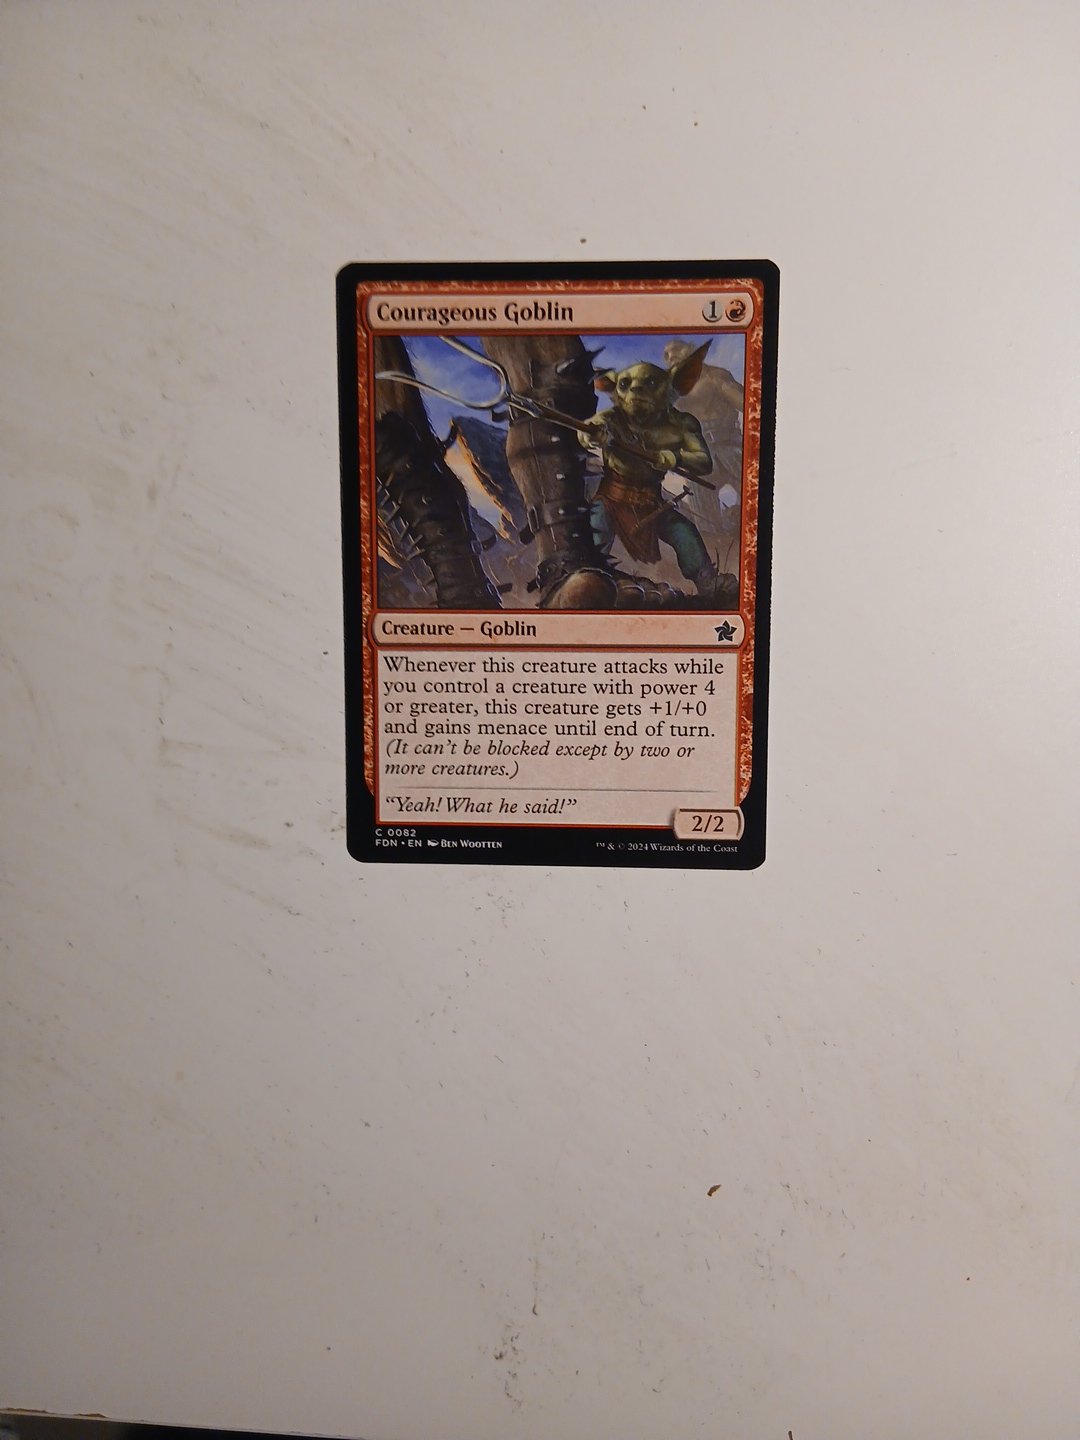 Courageous Goblin 1
Creature — Goblin
Whenever this creature attacks while
you control a creature with power 4
or greater, this creature gets +1/+0
and gains menace until end of turn.
(It can't be blocked except by two or
more creatures.)
“Yeah! What he said!”
2/2
C 0082
FDN • EN BEN WOOTTEN
™ & © 2024 Wizards of the Coast